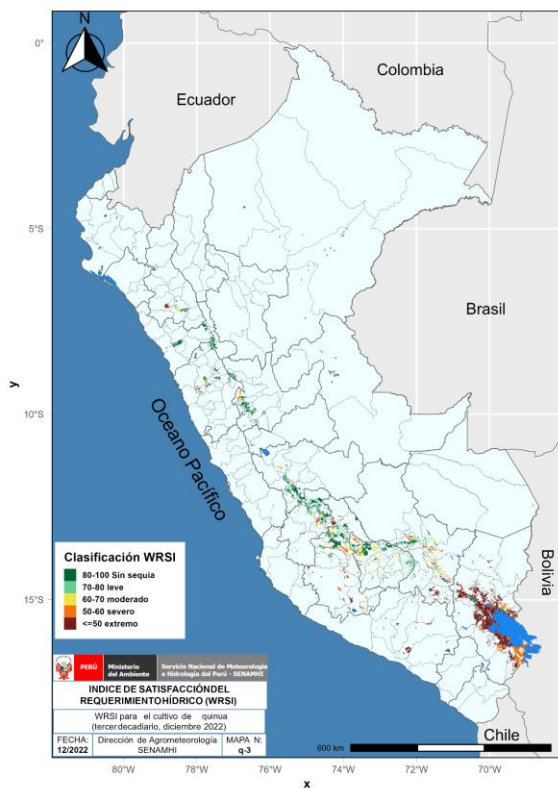 N
0°
Colombia
Ecuador
5°S
Brasil
y
10°S
Oceano Pacífico
Clasificación WRSI
80-100 Sin sequia
70-80 leve
60-70 moderado
50-60 severo
<=50 extremo
Bolivia
15°S
PERÚ
Ministerio
del Ambiente
Servicio Nacional de Meteorología
e Hidrología del Perú - SENAMHI
INDICE DE SATISFACCIÓNDEL
REQUERIMIENTOHÍDRICO (WRSI)
WRSI para el cultivo de quinua
(tercerdecadiario, diciembre 2022)
FECHA:
12/2022
Dirección de Agrometeorología
SENAMHI
MAPA N:
q-3
Chile
600 km
80°W 78°W 76°W 74°W 72°W 70°W
x